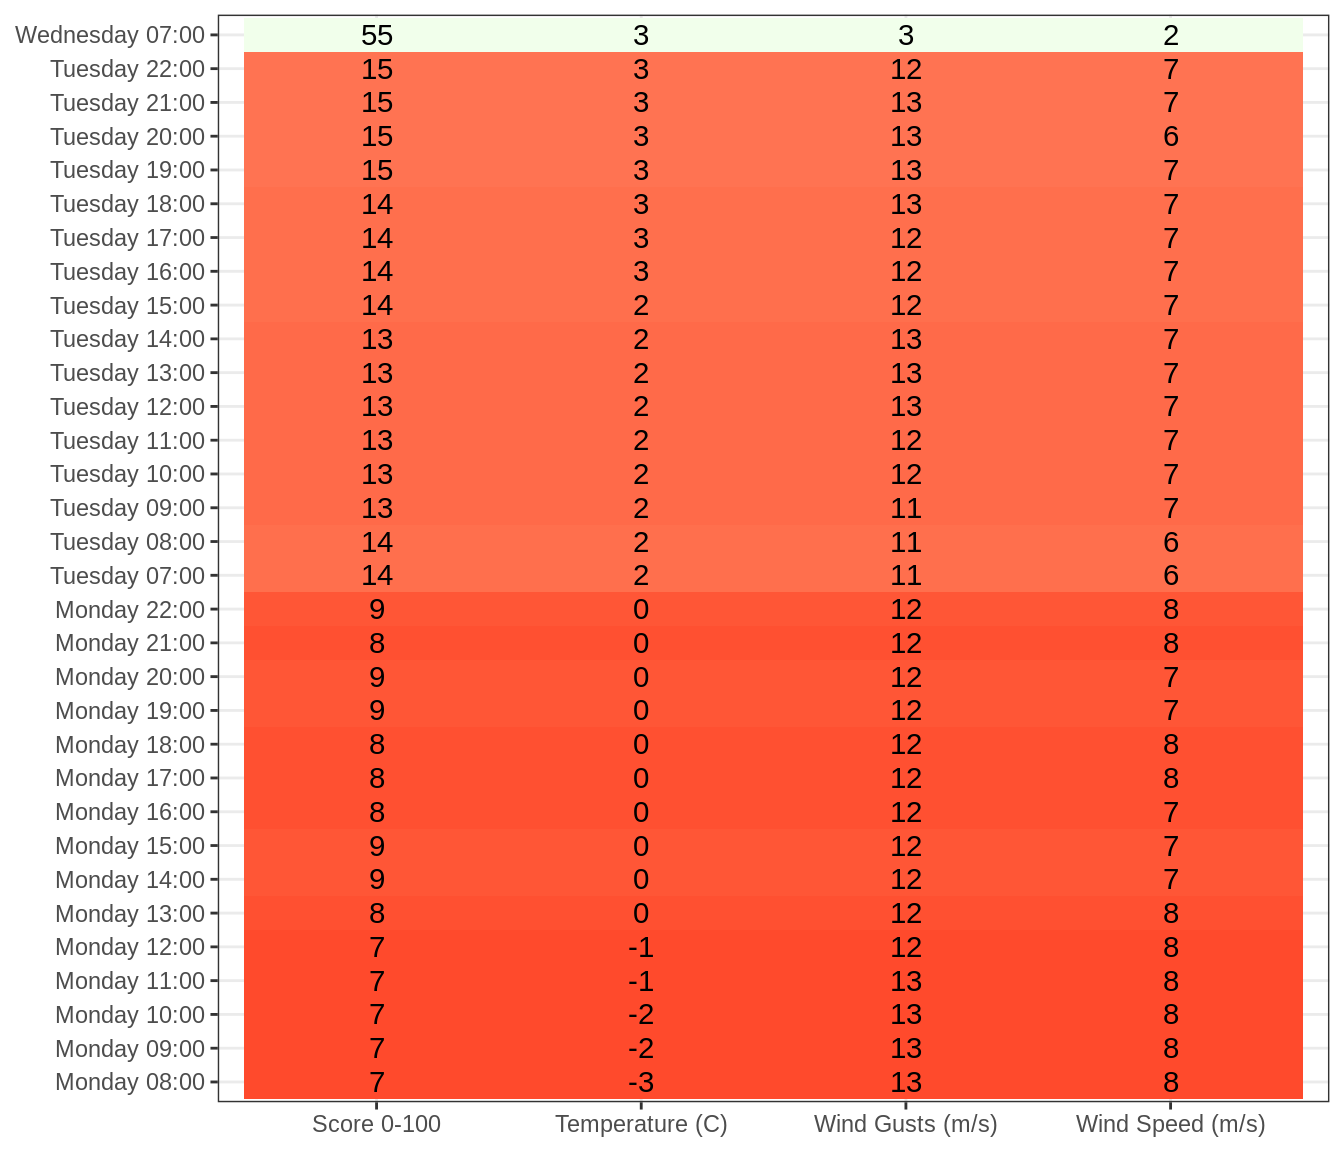 Wednesday 07:00 55 3 3 2
Tuesday 22:00 15 3 12 7
Tuesday 21:00 15 3 13 7
Tuesday 20:00 15 3 13 6
Tuesday 19:00 15 3 13 7
Tuesday 18:00 14 3 13 7
Tuesday 17:00 14 3 12 7
Tuesday 16:00 14 3 12 7
Tuesday 15:00 14 2 12 7
Tuesday 14:00 13 2 13 7
Tuesday 13:00 13 2 13 7
Tuesday 12:00 13 2 13 7
Tuesday 11:00 13 2 12 7
Tuesday 10:00 13 2 12 7
Tuesday 09:00 13 2 11 7
Tuesday 08:00 14 2 11 6
Tuesday 07:00 14 2 11 6
Monday 22:00 9 0 12 8
Monday 21:00 8 0 12 8
Monday 20:00 9 0 12 7
Monday 19:00 9 0 12 7
Monday 18:00 8 0 12 8
Monday 17:00 8 0 12 8
Monday 16:00 8 0 12 7
Monday 15:00 9 0 12 7
Monday 14:00 9 0 12 7
Monday 13:00 8 0 12 8
Monday 12:00 7 -1 12 8
Monday 11:00 7 -1 13 8
Monday 10:00 7 -2 13 8
Monday 09:00 7 -2 13 8
Monday 08:00 7 -3 13 8
Score 0-100 Temperature (C) Wind Gusts (m/s) Wind Speed (m/s)